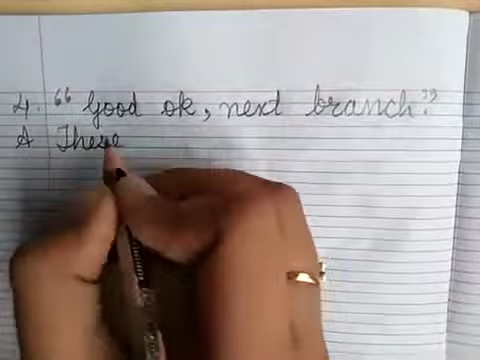 4. “ Good ok, next branch.”
A These